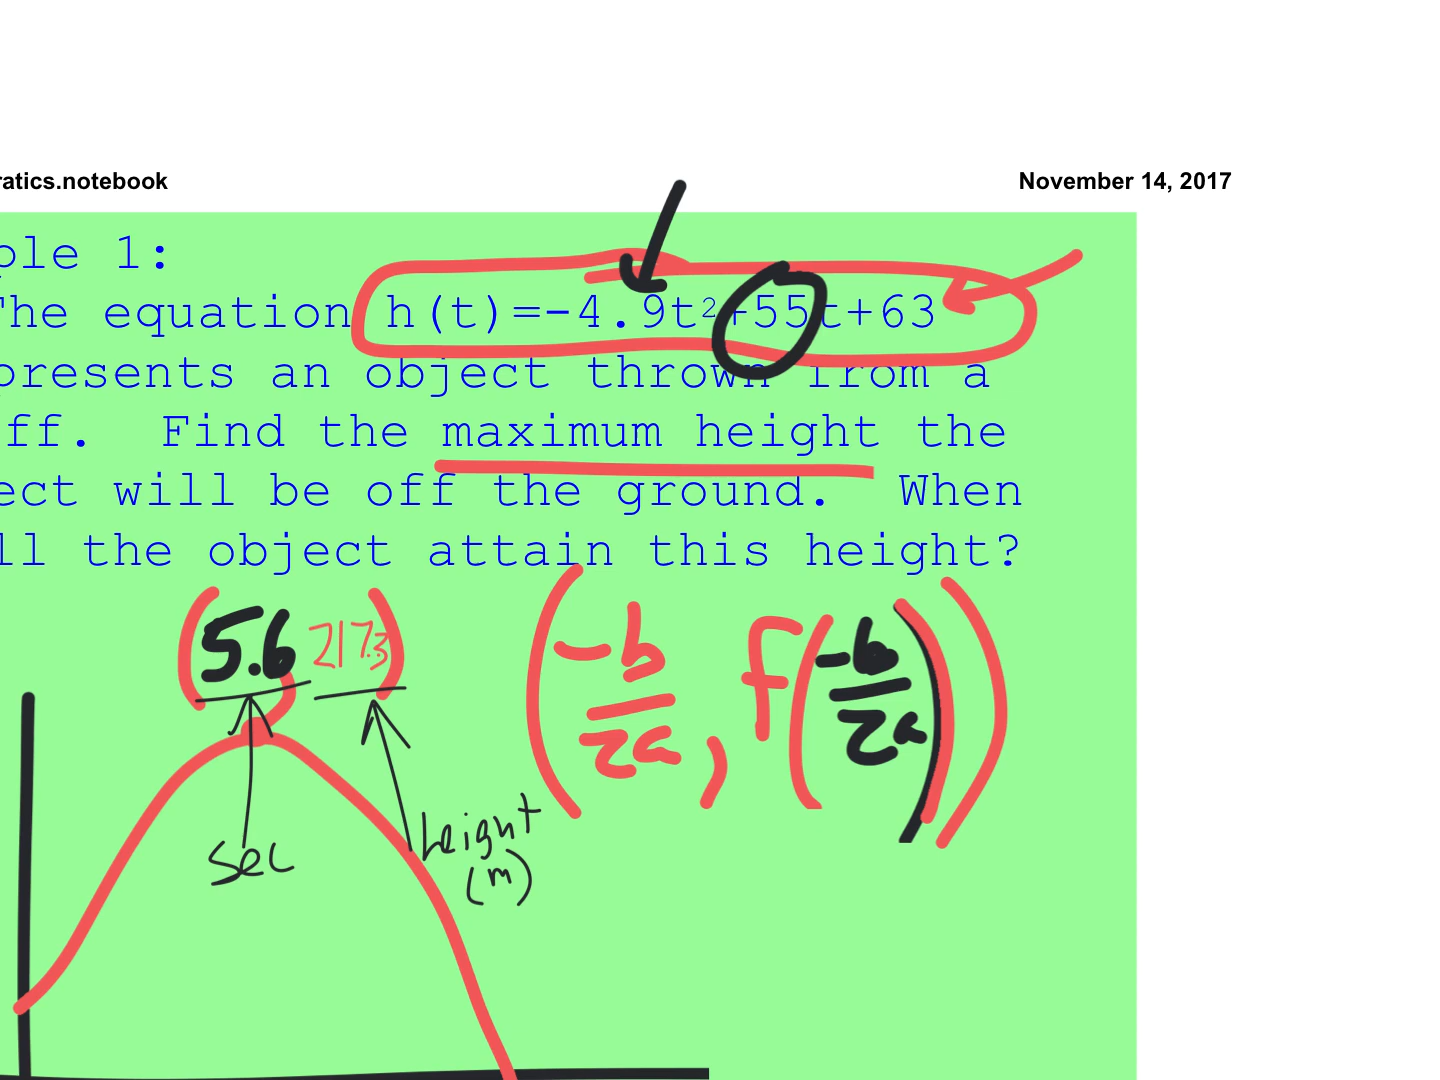 ratics.notebook
November 14, 2017
ple 1:
The equation h(t)=-4.9t²+55t+63
presents an object thrown from a
ff. Find the maximum height the
ect will be off the ground. When
ll the object attain this height?
(5.6 217.3)
(-b/2a, f(-b/2a))
sec
height
(m)